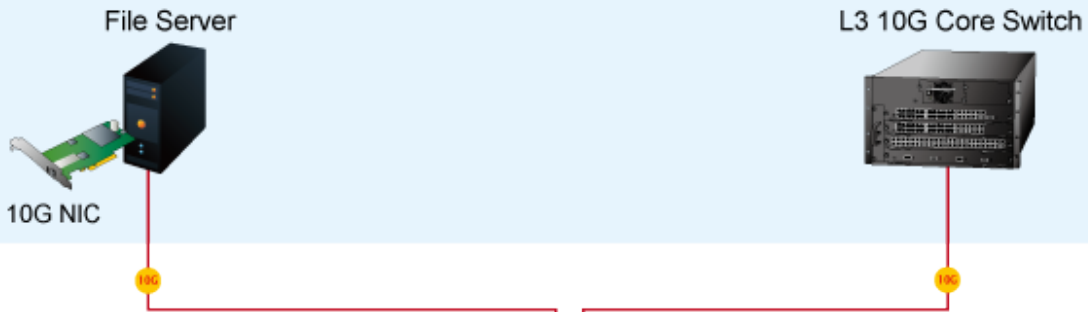 File Server
L3 10G Core Switch
10G NIC
10G
10G